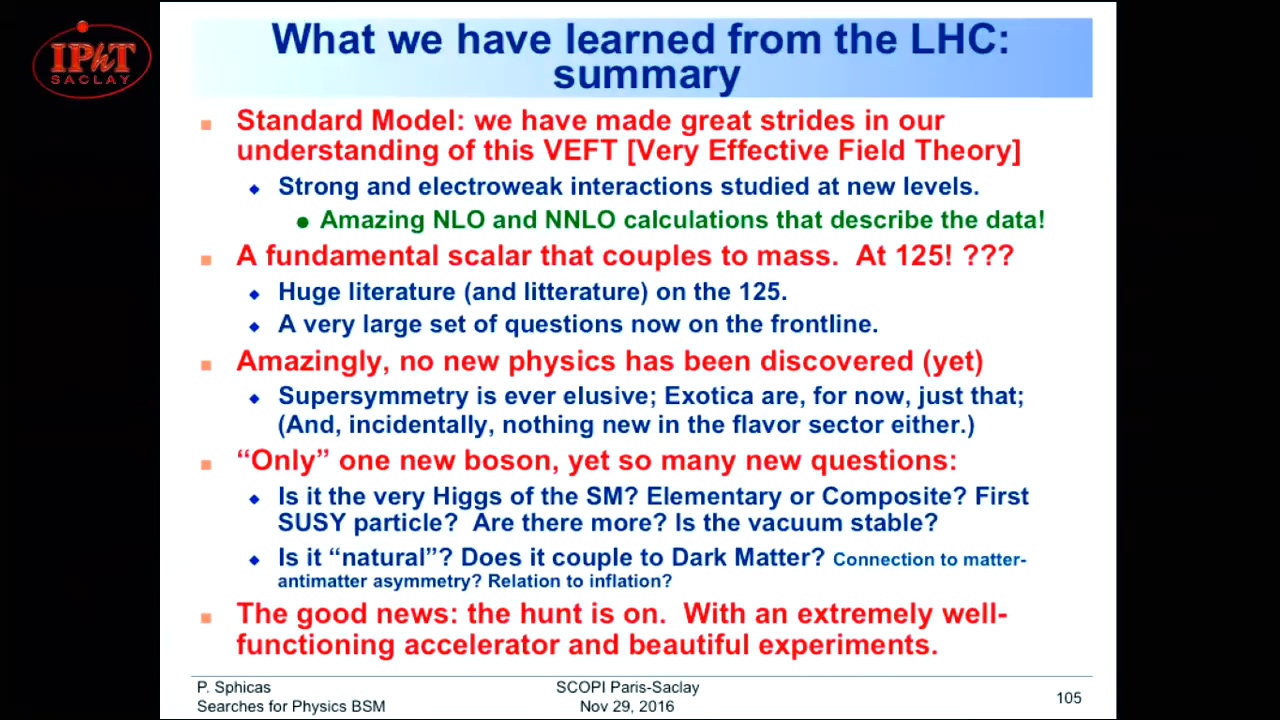 IPhT
SACLAY
What we have learned from the LHC:
summary
Standard Model: we have made great strides in our
understanding of this VEFT [Very Effective Field Theory]
Strong and electroweak interactions studied at new levels.
Amazing NLO and NNLO calculations that describe the data!
A fundamental scalar that couples to mass. At 125! ???
Huge literature (and litterature) on the 125.
A very large set of questions now on the frontline.
Amazingly, no new physics has been discovered (yet)
Supersymmetry is ever elusive; Exotica are, for now, just that;
(And, incidentally, nothing new in the flavor sector either.)
“Only” one new boson, yet so many new questions:
Is it the very Higgs of the SM? Elementary or Composite? First
SUSY particle? Are there more? Is the vacuum stable?
Is it “natural”? Does it couple to Dark Matter? Connection to matter-
antimatter asymmetry? Relation to inflation?
The good news: the hunt is on. With an extremely well-
functioning accelerator and beautiful experiments.
P. Sphicas
Searches for Physics BSM
SCOPI Paris-Saclay
Nov 29, 2016
105